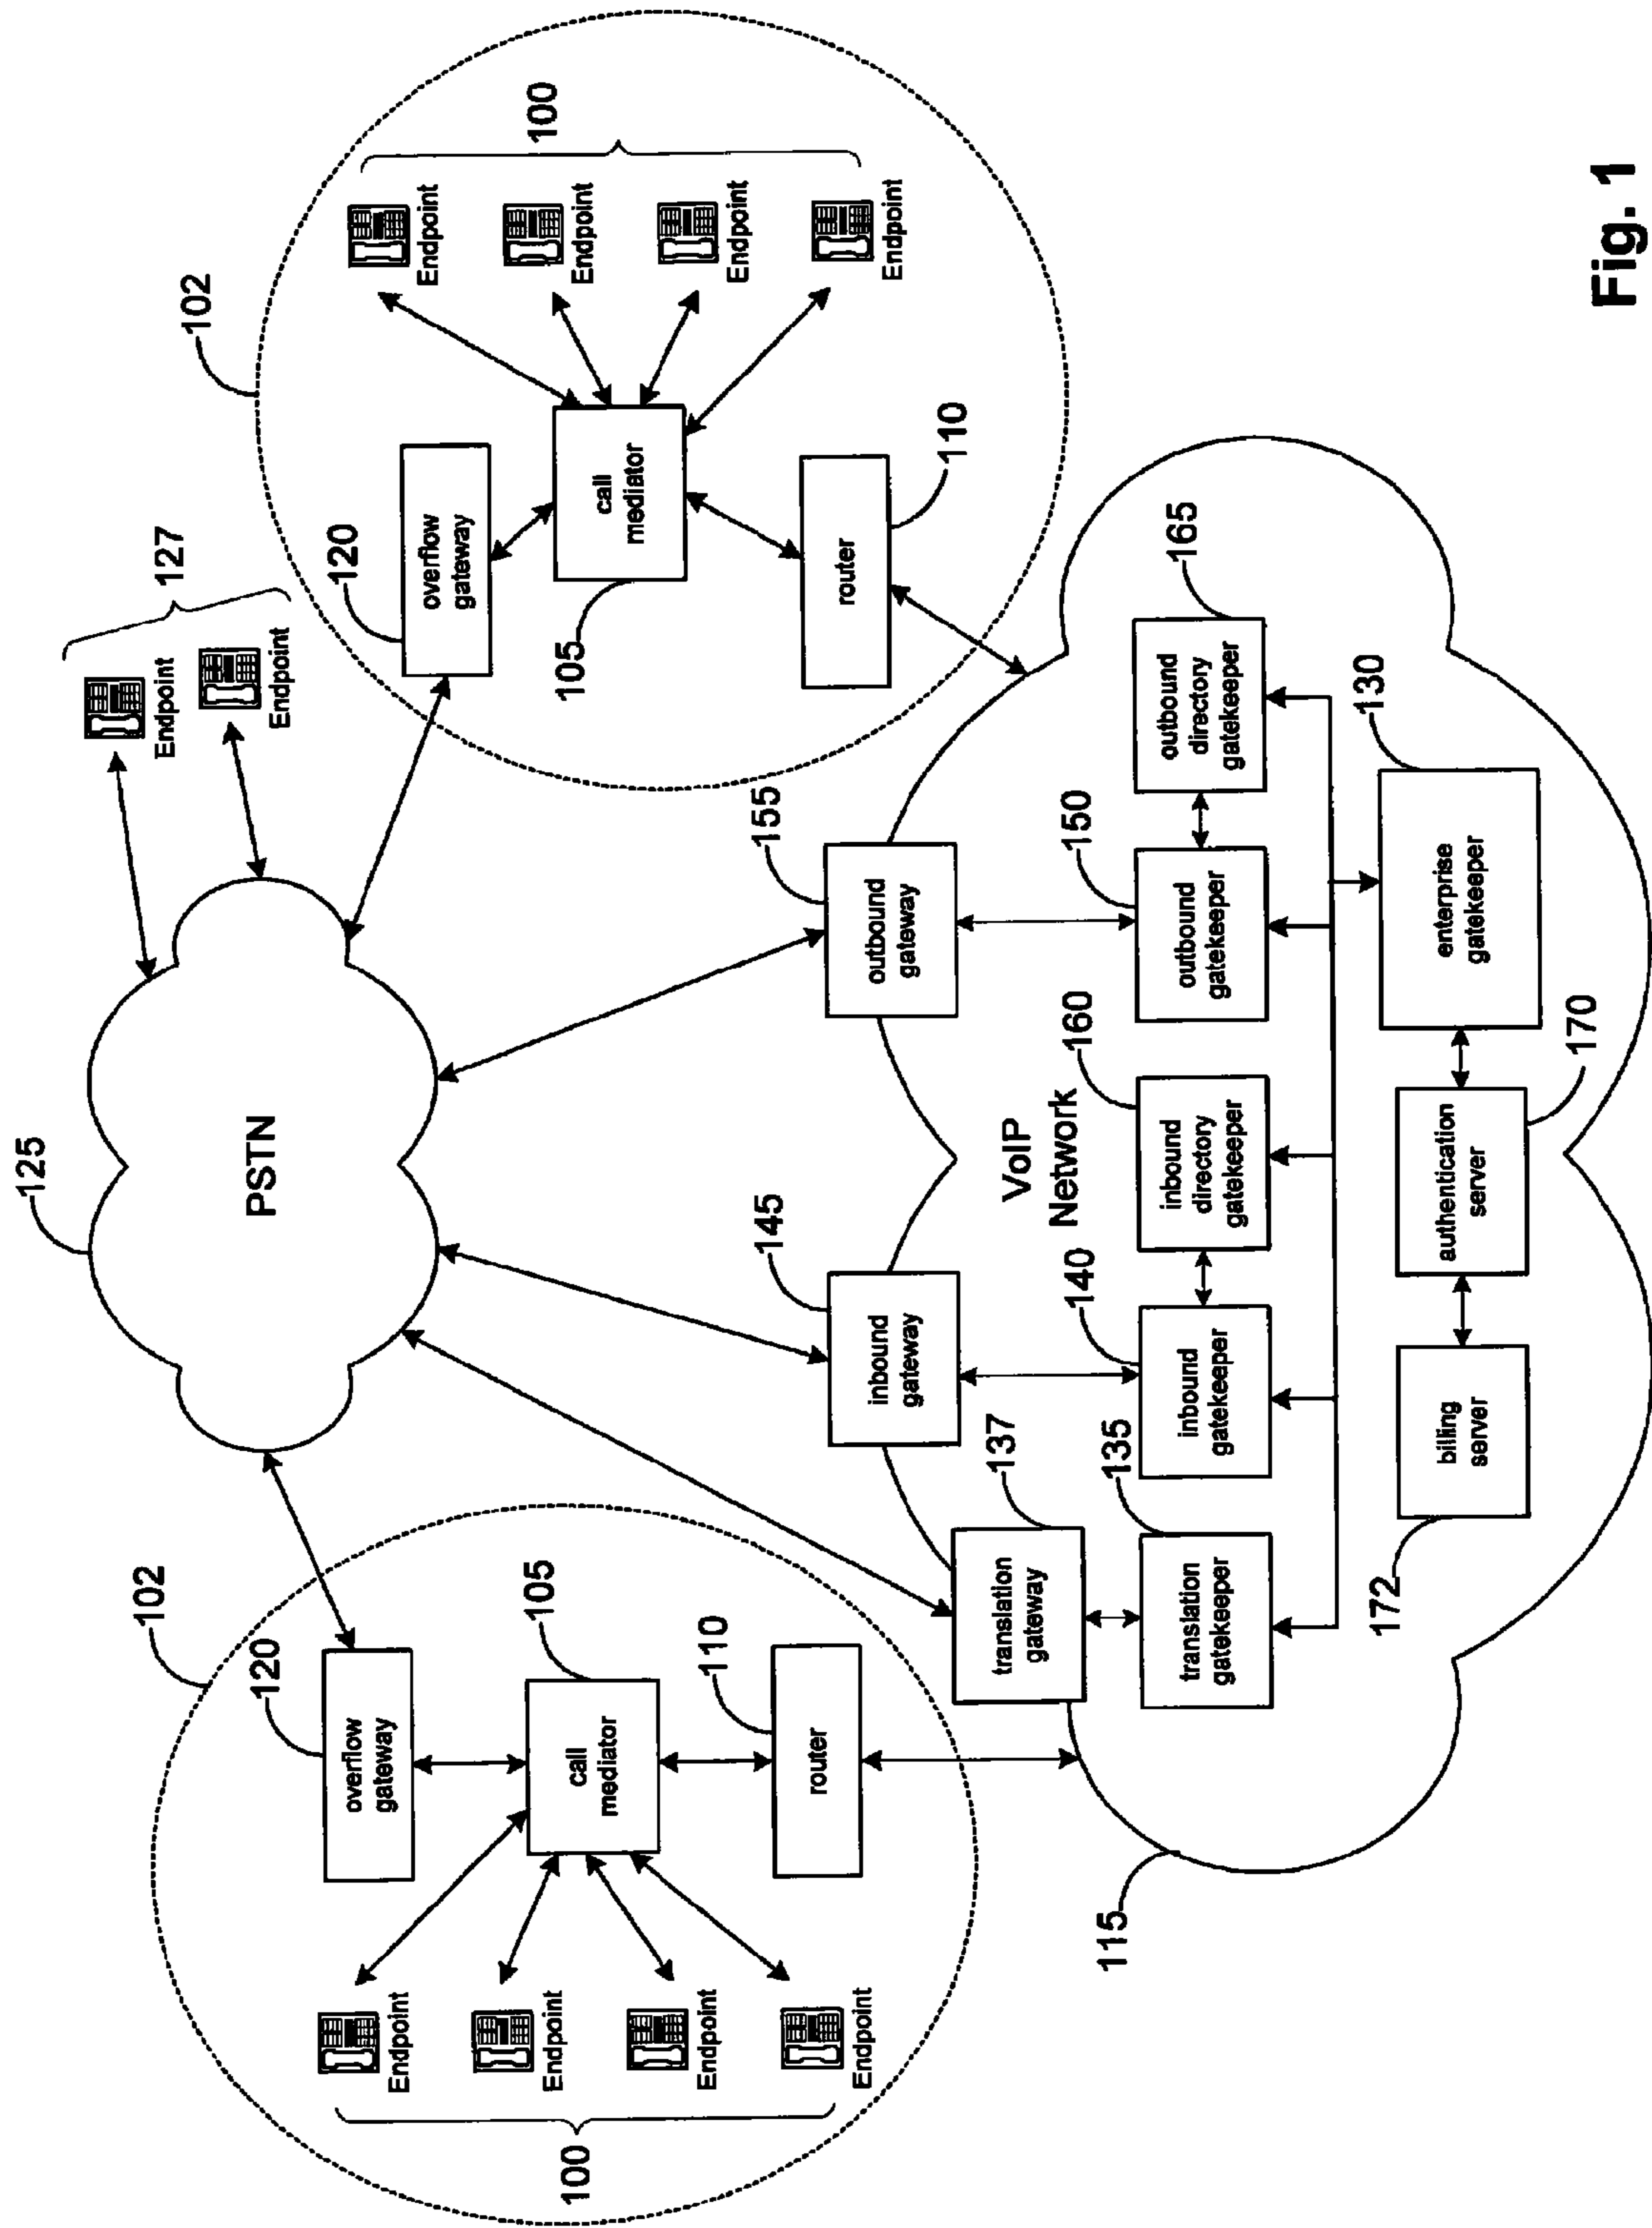 125
PSTN
127
Endpoint
Endpoint
102
120
overflow
gateway
105
call
mediator
110
router
Endpoint
Endpoint
Endpoint
Endpoint
100
102
120
overflow
gateway
105
call
mediator
110
router
Endpoint
Endpoint
Endpoint
Endpoint
100
115
VoIP
Network
137
translation
gateway
145
inbound
gateway
155
outbound
gateway
135
translation
gatekeeper
140
inbound
gatekeeper
160
inbound
directory
gatekeeper
150
outbound
gatekeeper
165
outbound
directory
gatekeeper
172
billing
server
170
authentication
server
130
enterprise
gatekeeper
Fig. 1